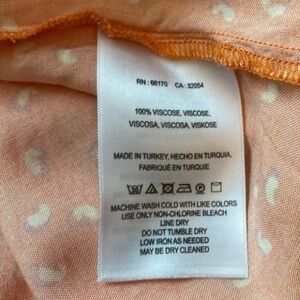 RN : 66170 CA : 32054
100% VISCOSE, VISCOSE,
VISCOSA, VISCOSA, VISKOSE
MADE IN TURKEY, HECHO EN TURQUIA,
FABRIQUÉ EN TURQUIE
MACHINE WASH COLD WITH LIKE COLORS
USE ONLY NON-CHLORINE BLEACH
LINE DRY
DO NOT TUMBLE DRY
LOW IRON AS NEEDED
MAY BE DRY CLEANED